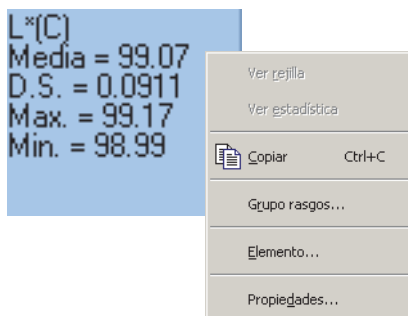 L*(C)
Media = 99.07
D.S. = 0.0911
Max. = 99.17
Min. = 98.99
Ver rejilla
Ver estadística
Copiar Ctrl+C
Grupo rasgos...
Elemento...
Propiedades...